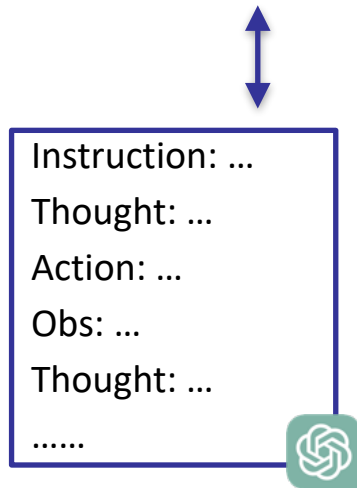 Instruction: …
Thought: …
Action: …
Obs: …
Thought: …
……